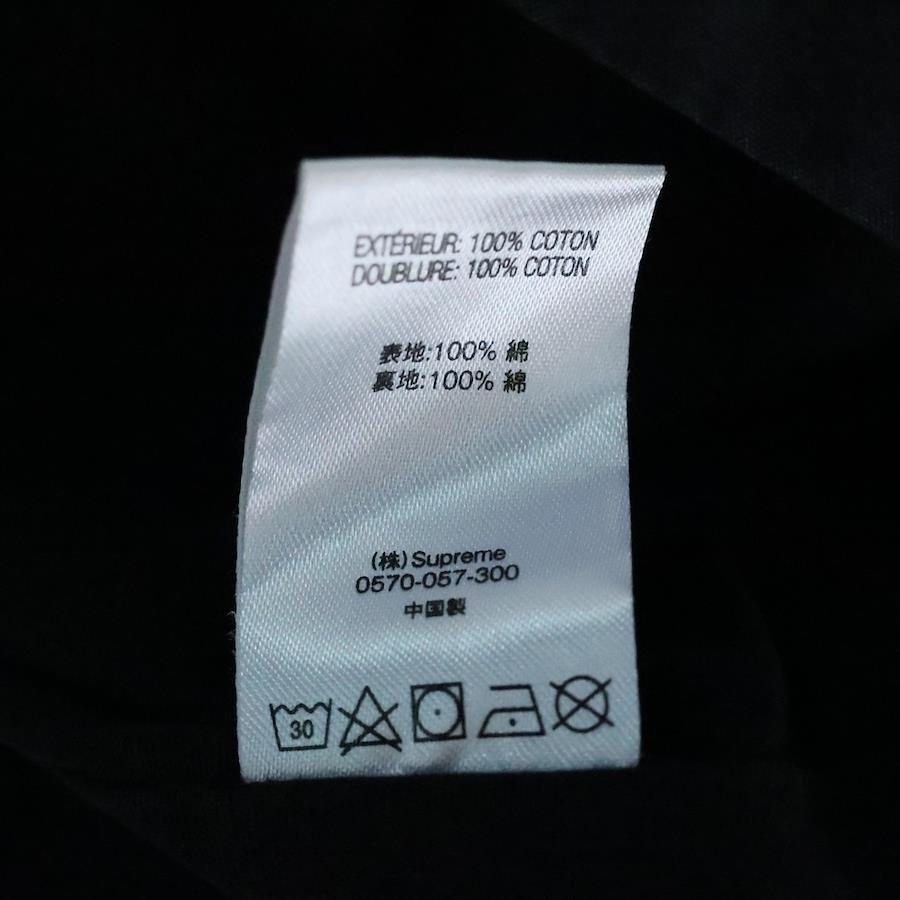 EXTÉRIEUR: 100% COTON
DOUBLURE: 100% COTON
表地:100% 綿
裏地:100% 綿
(株)Supreme
0570-057-300
中国製
30